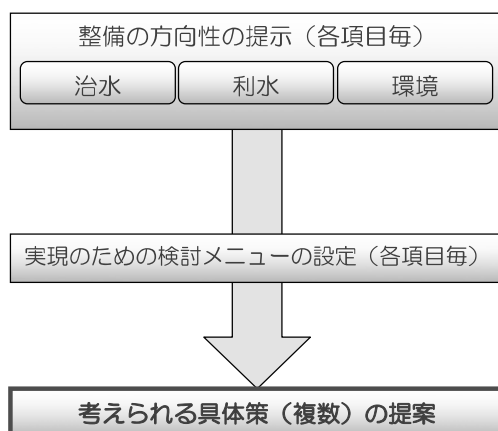 整備の方向性の提示（各項目毎）
治水 利水 環境
実現のための検討メニューの設定（各項目毎）
考えられる具体策（複数）の提案